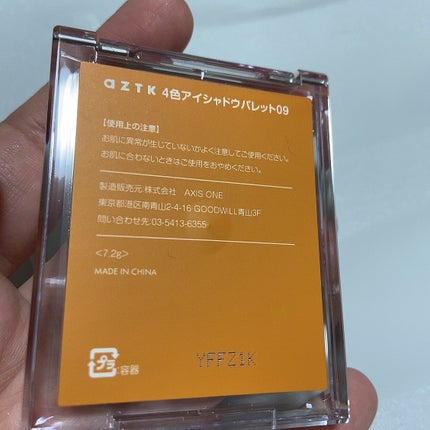 aZTK 4色アイシャドウパレット09
【使用上の注意】
お肌に異常が生じていないかよく注意してご使用ください。
お肌に合わないときはご使用をおやめください。
製造販売元:株式会社 AXIS ONE
東京都港区南青山2-4-16 GOODWILL青山3F
問い合わせ先:03-5413-6355
<7.2g>
MADE IN CHINA
プラ:容器
YFFZ1K